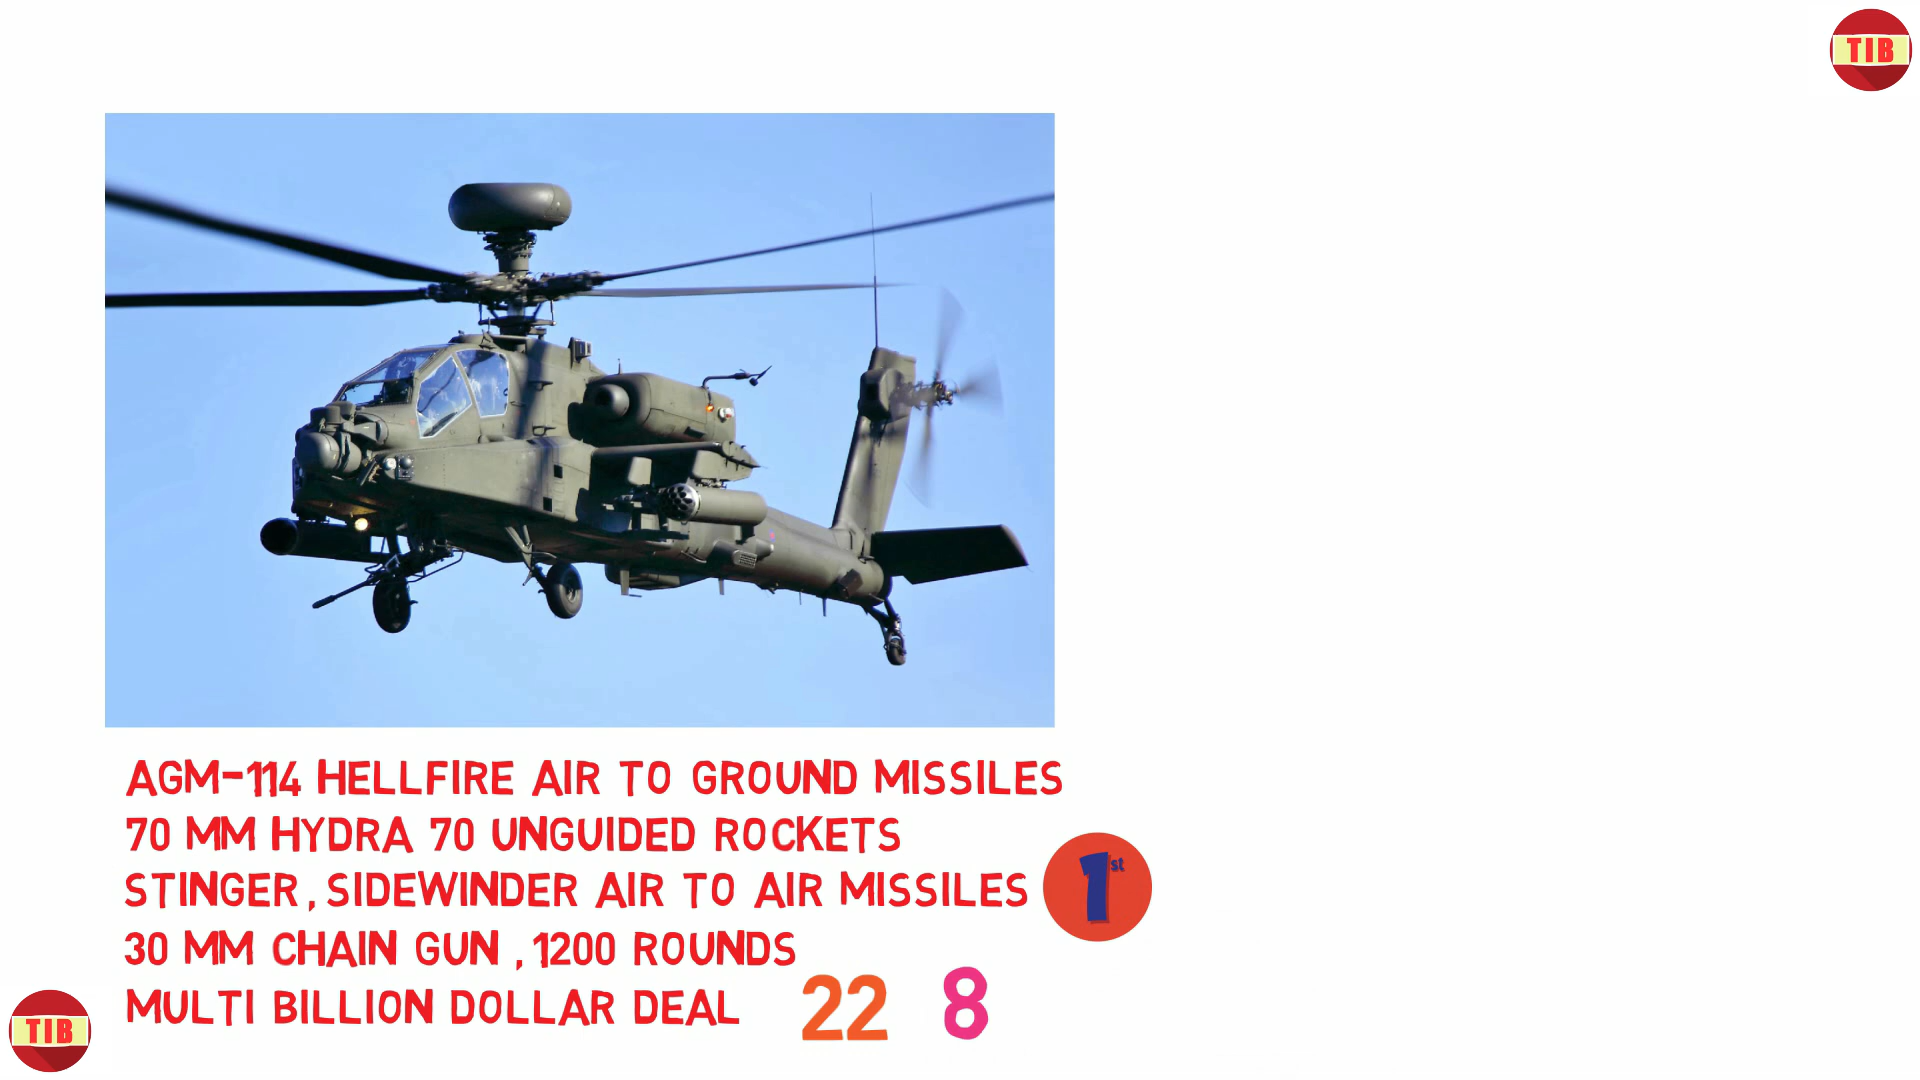 TIB
AGM-114 HELLFIRE AIR TO GROUND MISSILES
70 MM HYDRA 70 UNGUIDED ROCKETS
STINGER, SIDEWINDER AIR TO AIR MISSILES
1st
30 MM CHAIN GUN , 1200 ROUNDS
MULTI BILLION DOLLAR DEAL 22 8
TIB